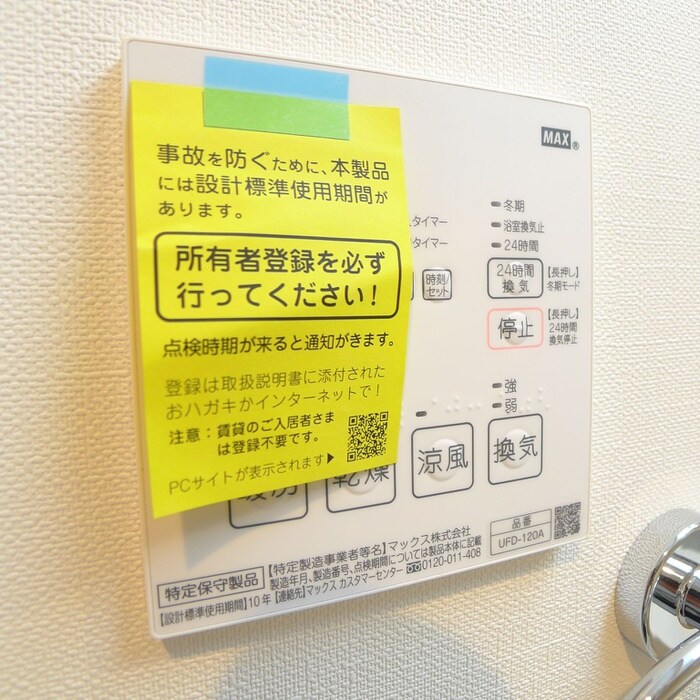 MAX®
事故を防ぐために、本製品
には設計標準使用期間が
あります。
所有者登録を必ず
行ってください！
点検時期が来ると通知がきます。
登録は取扱説明書に添付された
おハガキかインターネットで！
注意：賃貸のご入居者さま
は登録不要です。
PCサイトが表示されます▶
タイマー
タイマー
時刻/
セット
冬期
浴室換気止
24時間
24時間
換気
【長押し】
冬期モード
停止
【長押し】
24時間
換気停止
強
弱
暖房
乾燥
涼風
換気
品番
UFD-120A
特定保守製品
【特定製造事業者等名】マックス株式会社
製造年月、製造番号、点検期間については製品本体に記載
【設計標準使用期間】10年【連絡先】マックス カスタマーセンター 0120-011-408